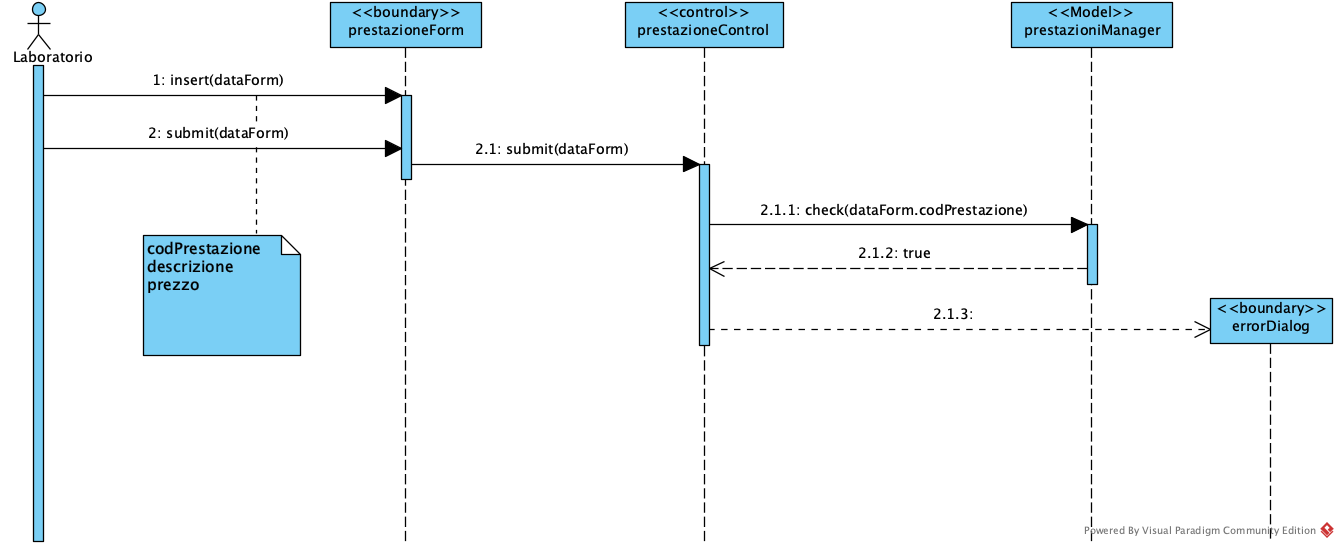 <<boundary>>
prestazioneForm
<<control>>
prestazioneControl
<<Model>>
prestazioniManager
Laboratorio
1: insert(dataForm)
2: submit(dataForm)
2.1: submit(dataForm)
2.1.1: check(dataForm.codPrestazione)
codPrestazione
descrizione
prezzo
2.1.2: true
2.1.3:
<<boundary>>
errorDialog
Powered By Visual Paradigm Community Edition